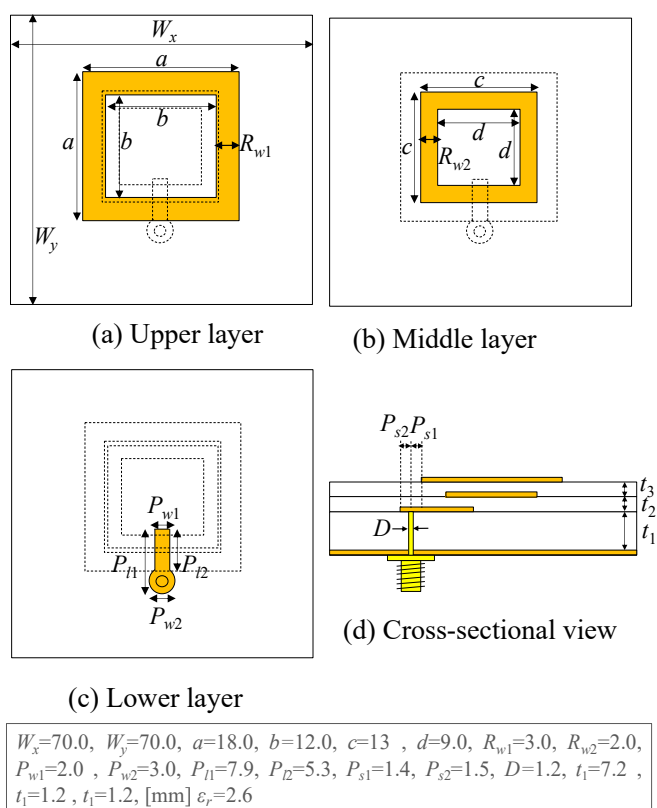 W_x
a
a
b
b
R_w1
W_y
(a) Upper layer
c
c
d
d
R_w2
(b) Middle layer
P_w1
P_l1
P_l2
P_w2
(c) Lower layer
P_s2 P_s1
D
t_3
t_2
t_1
(d) Cross-sectional view
W_x=70.0, W_y=70.0, a=18.0, b=12.0, c=13 , d=9.0, R_w1=3.0, R_w2=2.0,
P_w1=2.0 , P_w2=3.0, P_l1=7.9, P_l2=5.3, P_s1=1.4, P_s2=1.5, D=1.2, t_1=7.2 ,
t_1=1.2 , t_1=1.2, [mm] ε_r=2.6